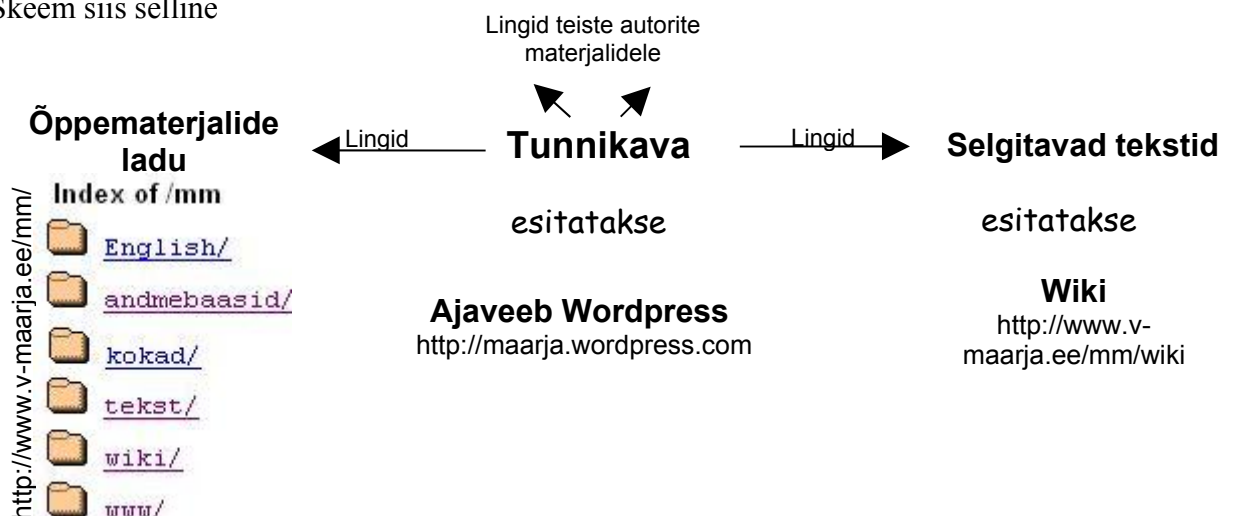 Skeem siis selline
Lingid teiste autorite
materjalidele
Õppematerjalide
ladu
Lingid
Tunnikava
Lingid
Selgitavad tekstid
Index of /mm
http://www.v-maarja.ee/mm/
English/
andmebaasid/
kokad/
tekst/
wiki/
www/
esitatakse
Ajaveeb Wordpress
http://maarja.wordpress.com
esitatakse
Wiki
http://www.v-
maarja.ee/mm/wiki